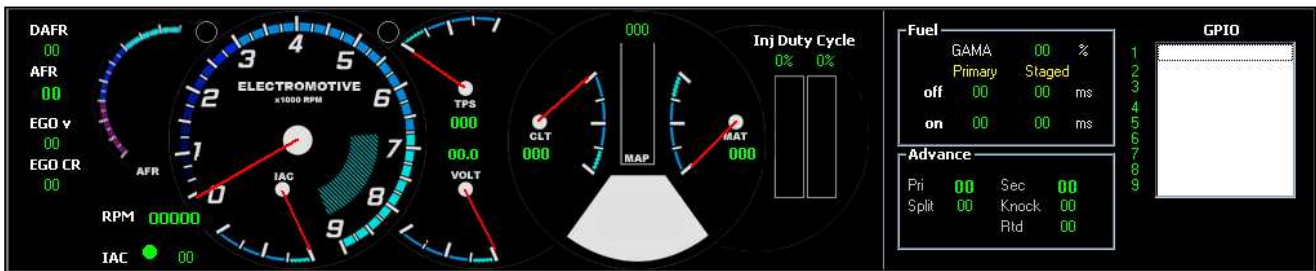 DAFR
00
AFR
00
EGO v
00
EGO CR
00
AFR
RPM 00000
IAC 00
0
1
2
3
4
5
6
7
8
9
ELECTROMOTIVE
x1000 RPM
IAC
TPS
000
00.0
VOLT
CLT
000
000
MAP
MAT
000
Inj Duty Cycle
0% 0%
Fuel
GAMA 00 %
Primary Staged
off 00 00 ms
on 00 00 ms
Advance
Pri 00 Sec 00
Split 00 Knock 00
Rtd 00
GPIO
1
2
3
4
5
6
7
8
9